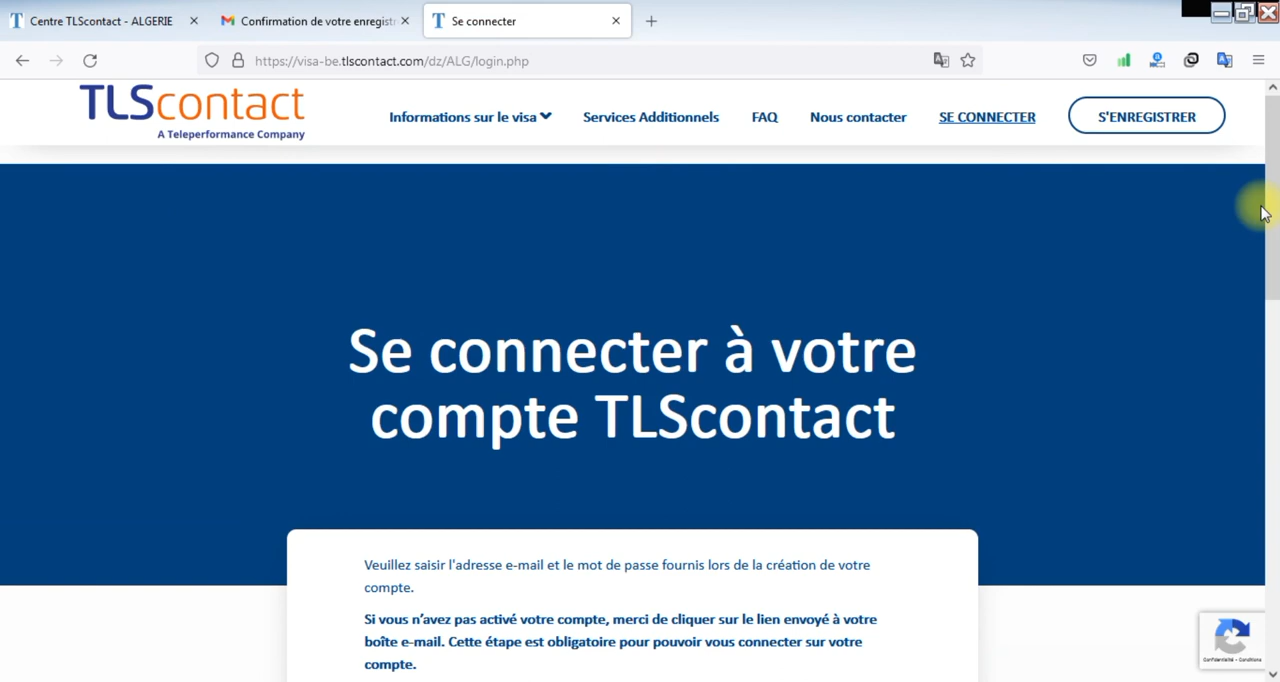 Centre TLScontact - ALGERIE
Confirmation de votre enregistr
Se connecter
https://visa-be.tlscontact.com/dz/ALG/login.php
TLScontact
A Teleperformance Company
Informations sur le visa
Services Additionnels
FAQ
Nous contacter
SE CONNECTER
S'ENREGISTRER
Se connecter à votre
compte TLScontact
Veuillez saisir l'adresse e-mail et le mot de passe fournis lors de la création de votre
compte.
Si vous n’avez pas activé votre compte, merci de cliquer sur le lien envoyé à votre
boîte e-mail. Cette étape est obligatoire pour pouvoir vous connecter sur votre
compte.
Confidentialité - Conditions